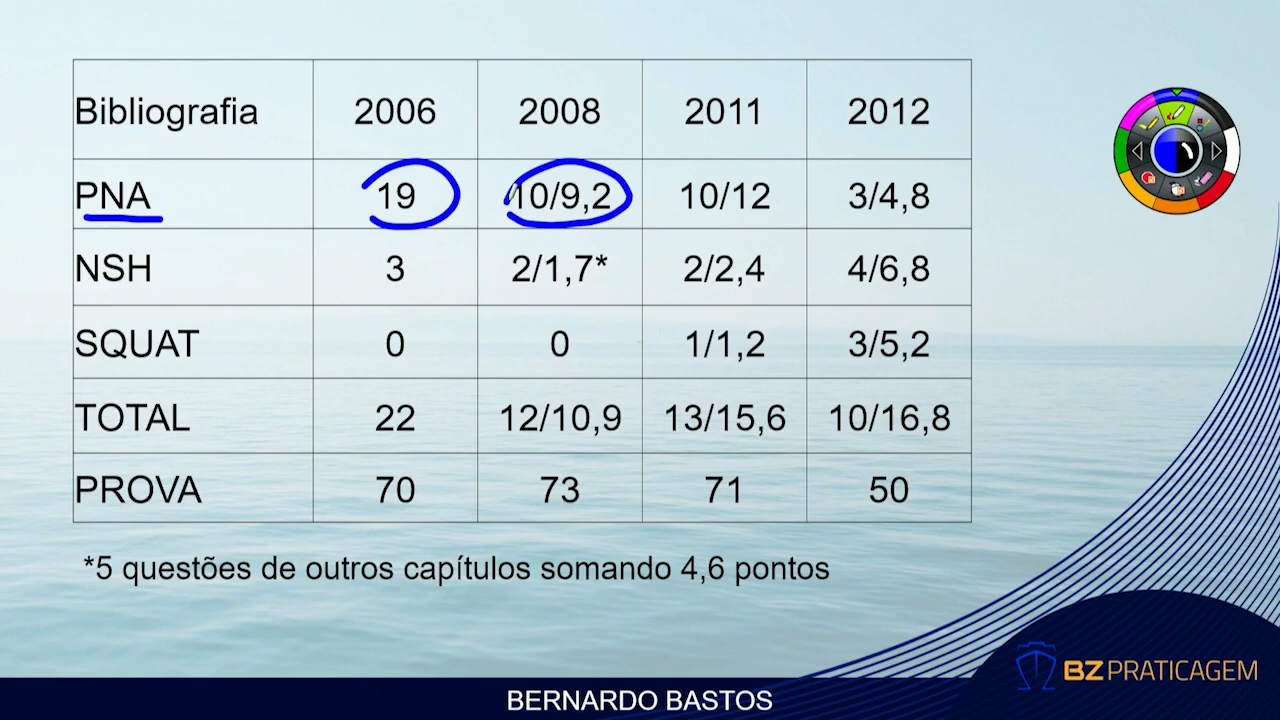 Bibliografia 2006 2008 2011 2012
PNA 19 10/9,2 10/12 3/4,8
NSH 3 2/1,7* 2/2,4 4/6,8
SQUAT 0 0 1/1,2 3/5,2
TOTAL 22 12/10,9 13/15,6 10/16,8
PROVA 70 73 71 50
*5 questões de outros capítulos somando 4,6 pontos
BZPRATICAGEM
BERNARDO BASTOS